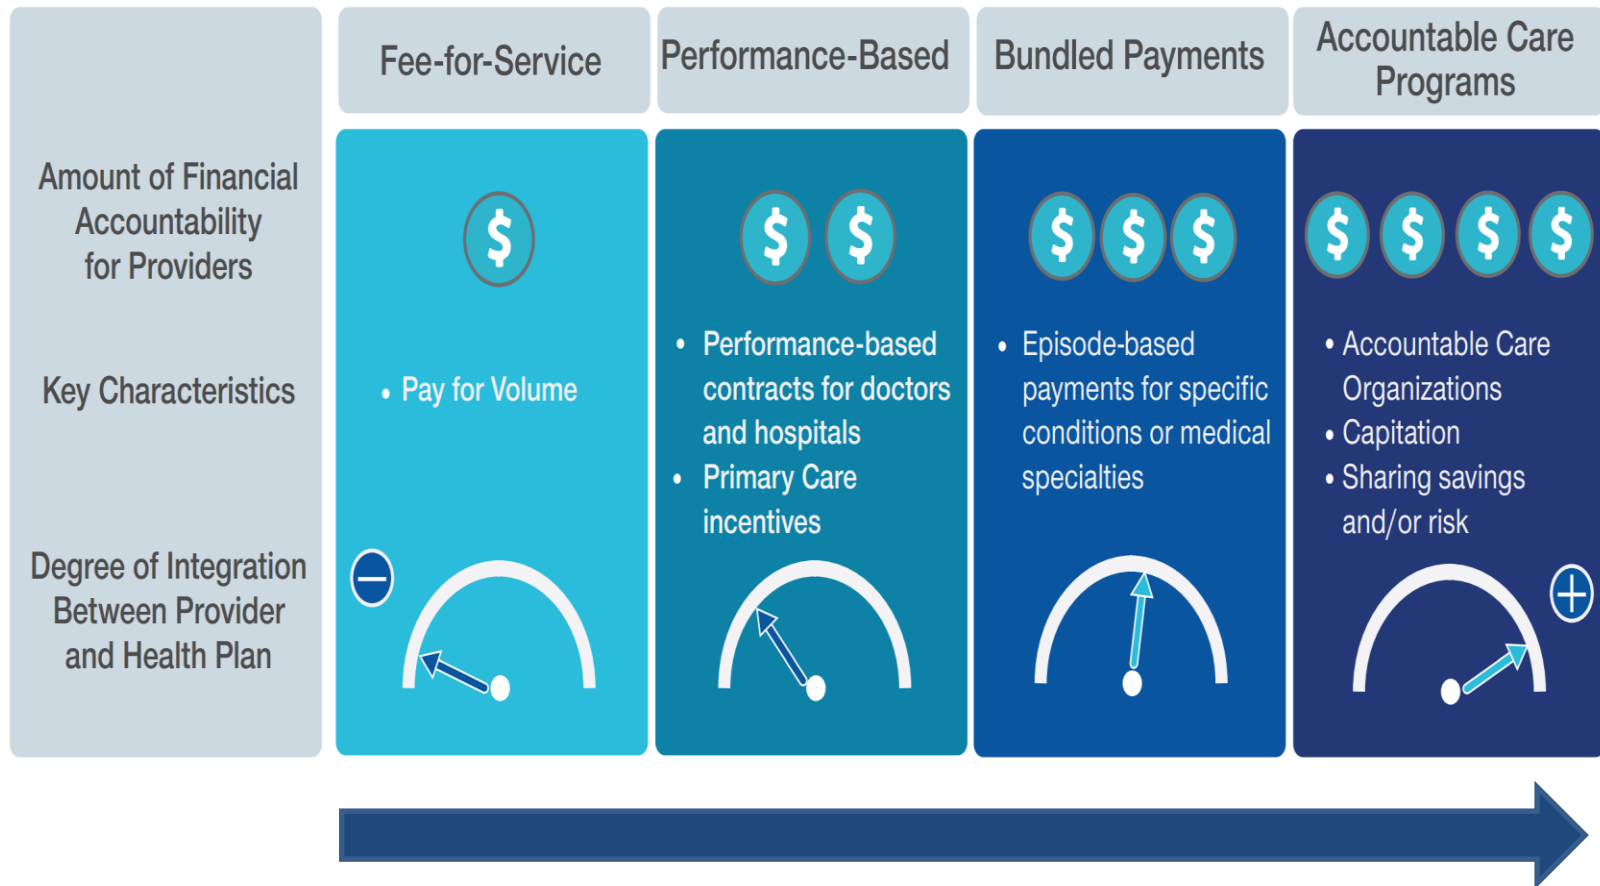 Fee-for-Service
Performance-Based
Bundled Payments
Accountable Care
Programs
Amount of Financial
Accountability
for Providers
$
$ $
$ $ $
$ $ $ $
Key Characteristics
• Pay for Volume
• Performance-based
contracts for doctors
and hospitals
• Primary Care
incentives
• Episode-based
payments for specific
conditions or medical
specialties
• Accountable Care
Organizations
• Capitation
• Sharing savings
and/or risk
Degree of Integration
Between Provider
and Health Plan
−
+